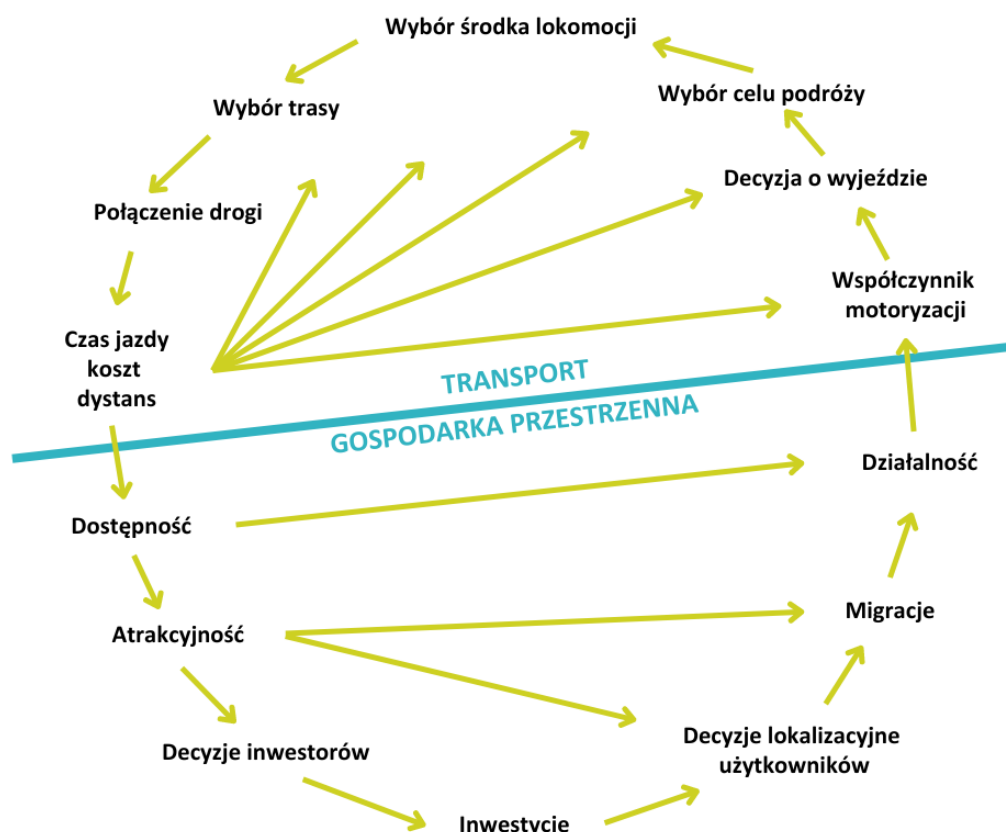 Wybór środka lokomocji
Wybór celu podróży
Wybór trasy
Decyzja o wyjeździe
Połączenie drogi
Współczynnik
motoryzacji
Czas jazdy
koszt
dystans
TRANSPORT
GOSPODARKA PRZESTRZENNA
Działalność
Dostępność
Migracje
Atrakcyjność
Decyzje lokalizacyjne
użytkowników
Decyzje inwestorów
Inwestycje